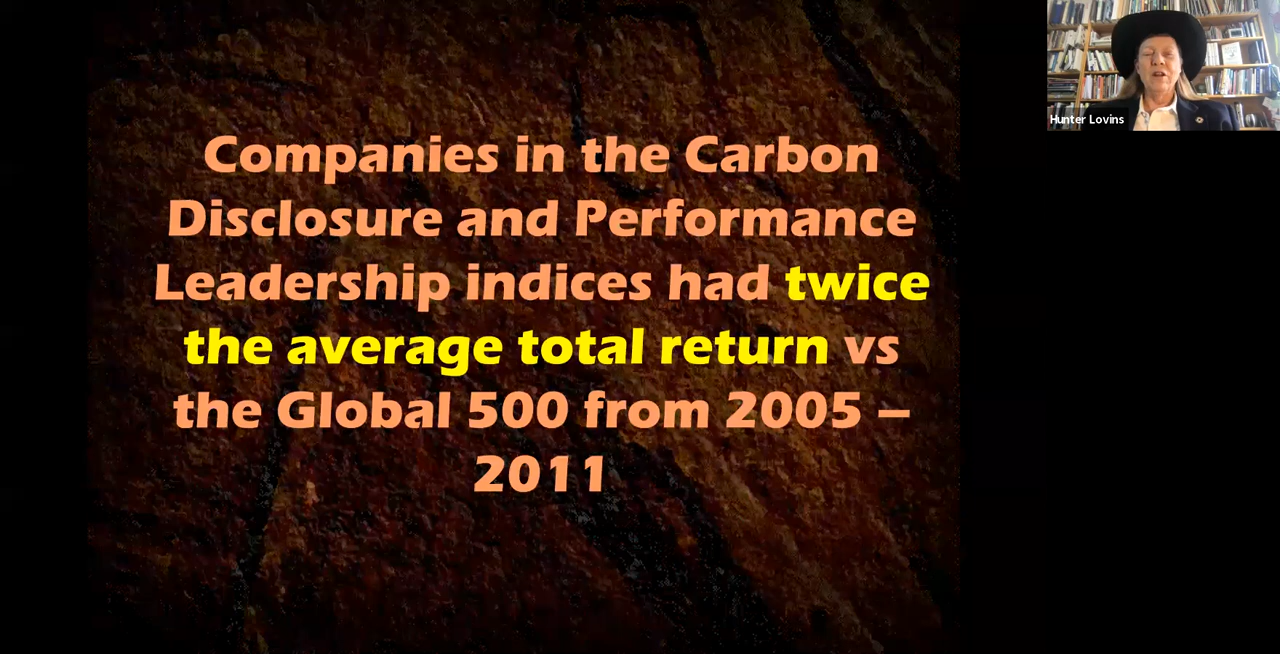 Companies in the Carbon
Disclosure and Performance
Leadership indices had twice
the average total return vs
the Global 500 from 2005 –
2011
Hunter Lovins